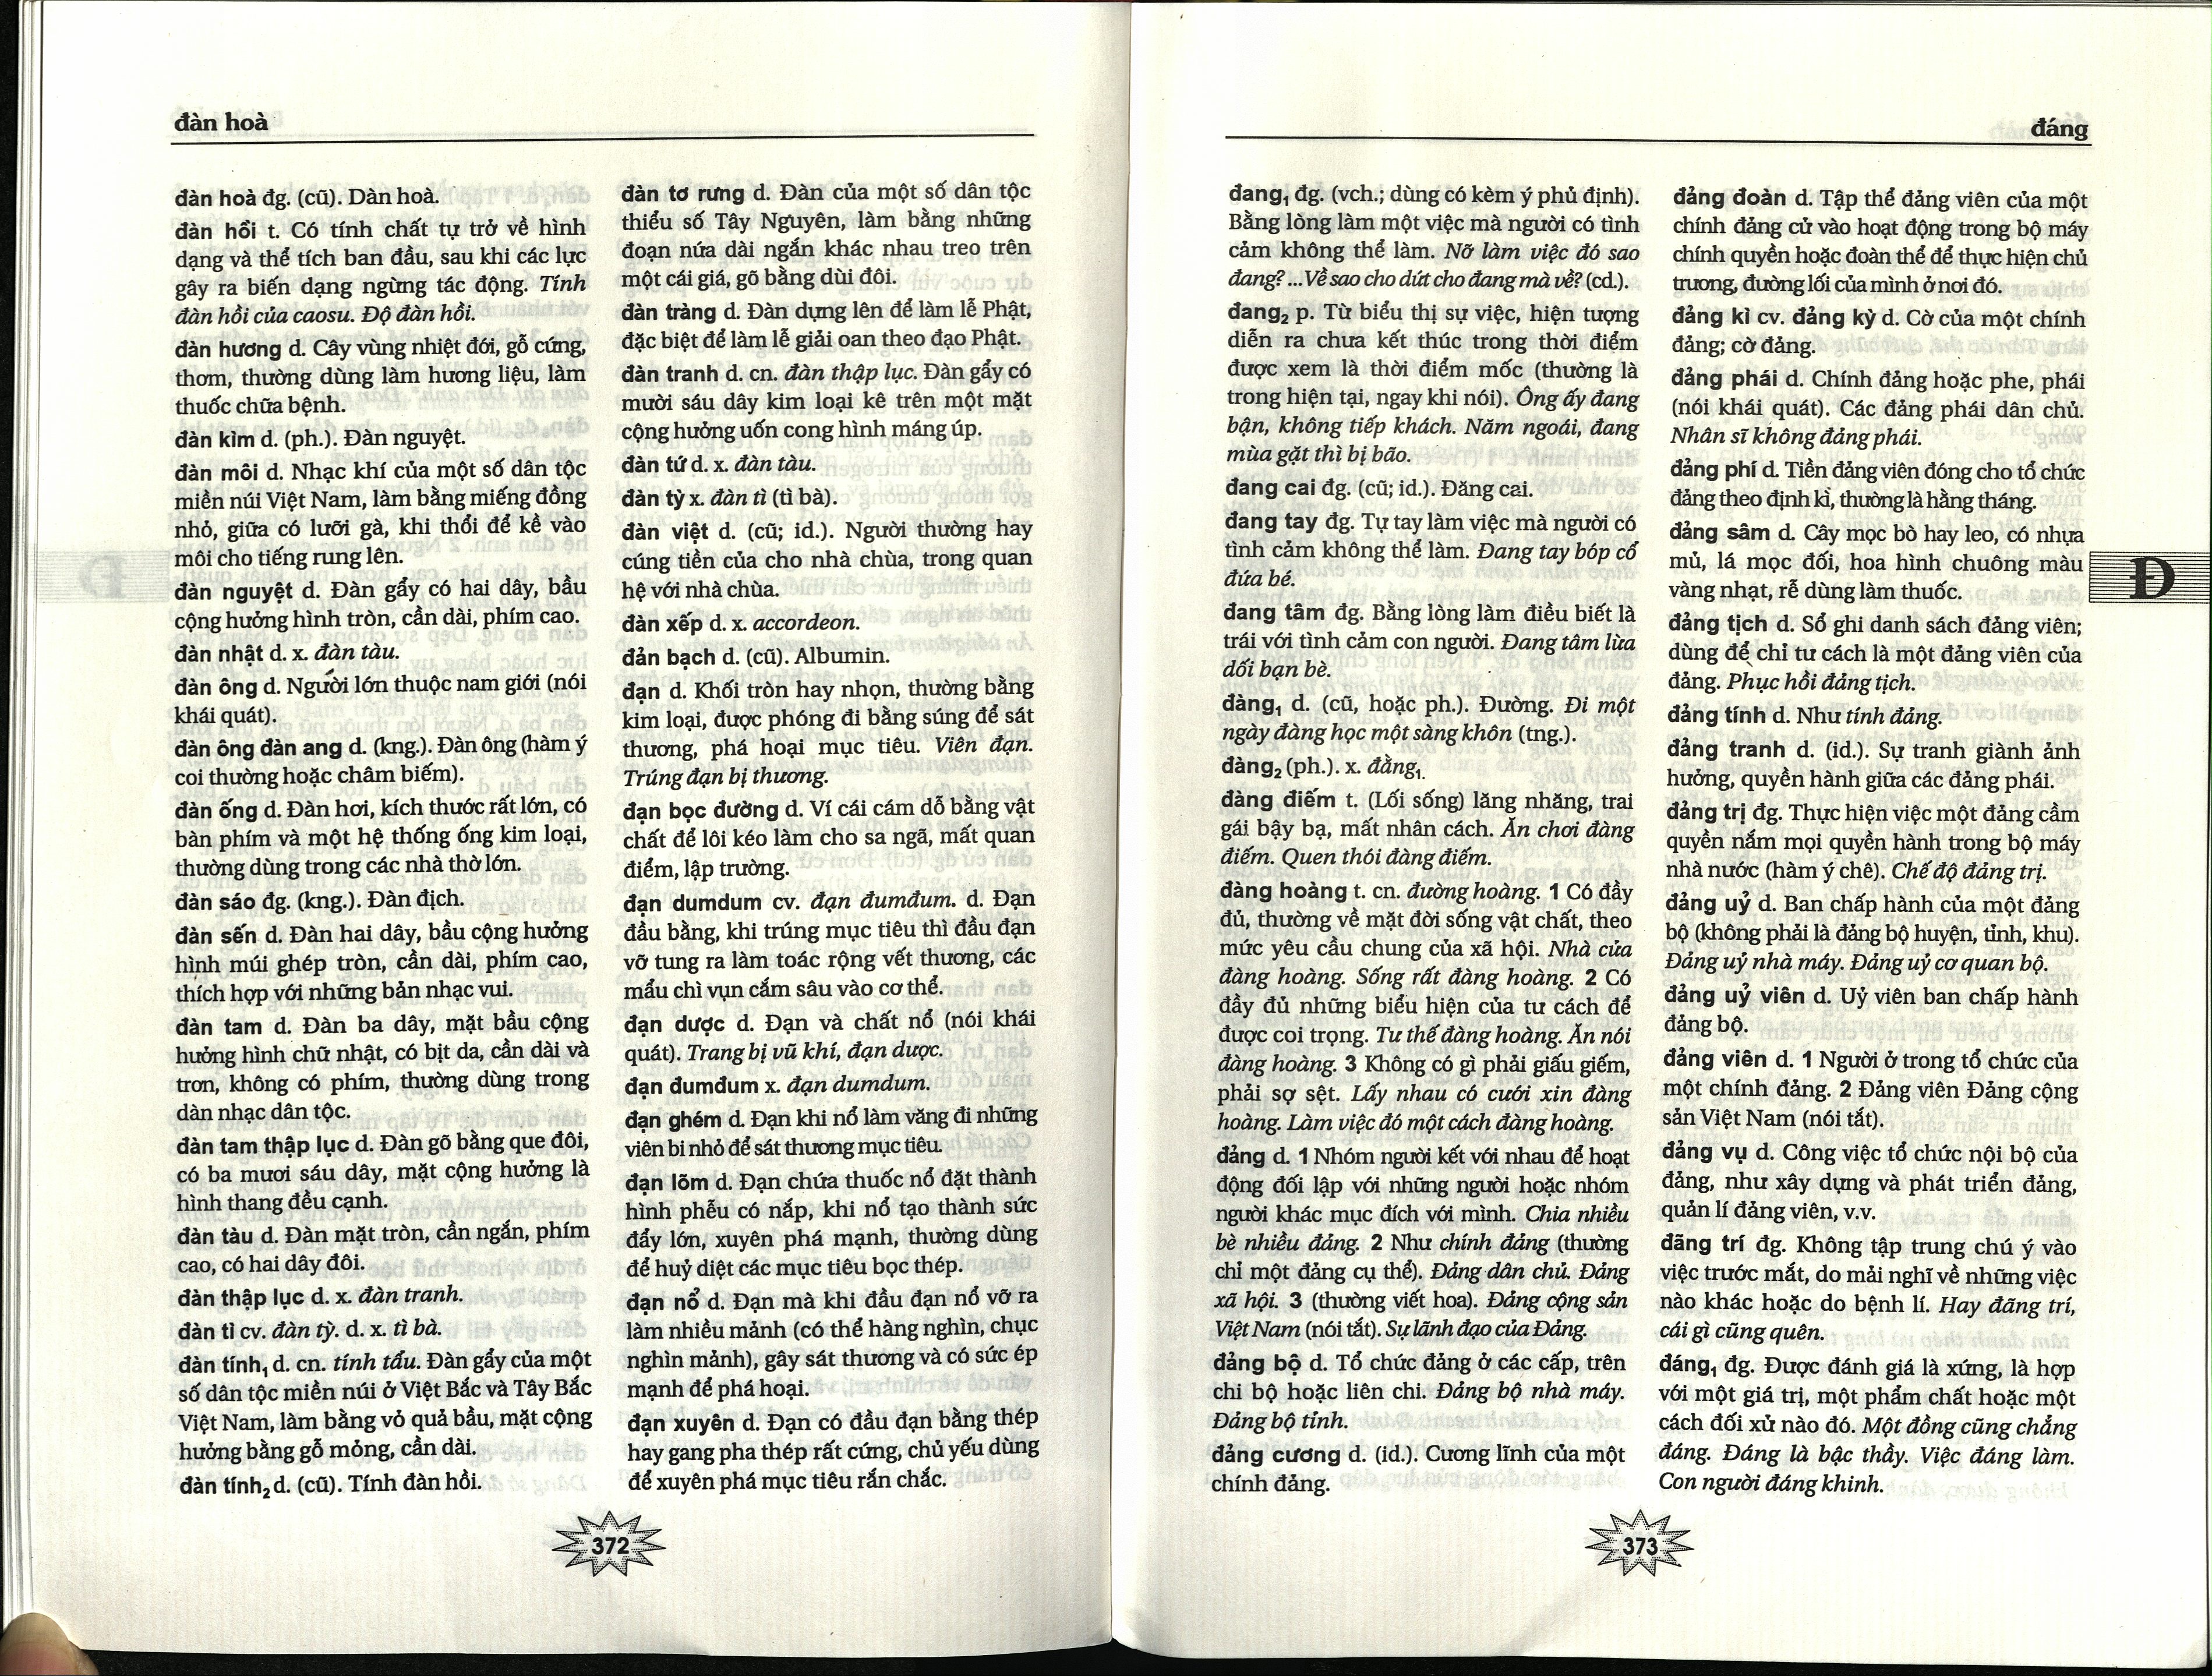 đàn hoà
đàn hoà đg. (cũ). Dàn hoà.
đàn hồi t. Có tính chất tự trở về hình
dạng và thể tích ban đầu, sau khi các lực
gây ra biến dạng ngừng tác động. Tính
đàn hồi của caosu. Độ đàn hồi.
đàn hương d. Cây vùng nhiệt đới, gỗ cứng,
thơm, thường dùng làm hương liệu, làm
thuốc chữa bệnh.
đàn kìm d. (ph.). Đàn nguyệt.
đàn môi d. Nhạc khí của một số dân tộc
miền núi Việt Nam, làm bằng miếng đồng
nhỏ, giữa có lưỡi gà, khi thổi để kề vào
môi cho tiếng rung lên.
đàn nguyệt d. Đàn gẩy có hai dây, bầu
cộng hưởng hình tròn, cần dài, phím cao.
đàn nhật d. x. đàn tàu.
đàn ông d. Người lớn thuộc nam giới (nói
khái quát).
đàn ông đàn ang d. (kng.). Đàn ông (hàm ý
coi thường hoặc châm biếm).
đàn ống d. Đàn hơi, kích thước rất lớn, có
bàn phím và một hệ thống ống kim loại,
thường dùng trong các nhà thờ lớn.
đàn sáo đg. (kng.). Đàn địch.
đàn sến d. Đàn hai dây, bầu cộng hưởng
hình múi ghép tròn, cần dài, phím cao,
thích hợp với những bản nhạc vui.
đàn tam d. Đàn ba dây, mặt bầu cộng
hưởng hình chữ nhật, có bịt da, cần dài và
trơn, không có phím, thường dùng trong
dàn nhạc dân tộc.
đàn tam thập lục d. Đàn gõ bằng que đôi,
có ba mươi sáu dây, mặt cộng hưởng là
hình thang đều cạnh.
đàn tàu d. Đàn mặt tròn, cần ngắn, phím
cao, có hai dây đôi.
đàn thập lục d. x. đàn tranh.
đàn tì cv. đàn tỳ. d. x. tì bà.
đàn tính₁ d. cn. tính tẩu. Đàn gẩy của một
số dân tộc miền núi ở Việt Bắc và Tây Bắc
Việt Nam, làm bằng vỏ quả bầu, mặt cộng
hưởng bằng gỗ mỏng, cần dài.
đàn tính₂ d. (cũ). Tính đàn hồi.
đàn tơ rưng d. Đàn của một số dân tộc
thiểu số Tây Nguyên, làm bằng những
đoạn nứa dài ngắn khác nhau treo trên
một cái giá, gõ bằng dùi đôi.
đàn tràng d. Đàn dựng lên để làm lễ Phật,
đặc biệt để làm lễ giải oan theo đạo Phật.
đàn tranh d. cn. đàn thập lục. Đàn gẩy có
mười sáu dây kim loại kê trên một mặt
cộng hưởng uốn cong hình máng úp.
đàn tứ d. x. đàn tàu.
đàn tỳ x. đàn tì (tì bà).
đàn việt d. (cũ; id.). Người thường hay
cúng tiền của cho nhà chùa, trong quan
hệ với nhà chùa.
đàn xếp d. x. accordeon.
đản bạch d. (cũ). Albumin.
đạn d. Khối tròn hay nhọn, thường bằng
kim loại, được phóng đi bằng súng để sát
thương, phá hoại mục tiêu. Viên đạn.
Trúng đạn bị thương.
đạn bọc đường d. Ví cái cám dỗ bằng vật
chất để lôi kéo làm cho sa ngã, mất quan
điểm, lập trường.
đạn dumdum cv. đạn đumđum. d. Đạn
đầu bằng, khi trúng mục tiêu thì đầu đạn
vỡ tung ra làm toác rộng vết thương, các
mẩu chì vụn cắm sâu vào cơ thể.
đạn dược d. Đạn và chất nổ (nói khái
quát). Trang bị vũ khí, đạn dược.
đạn đumđum x. đạn dumdum.
đạn ghém d. Đạn khi nổ làm văng đi những
viên bi nhỏ để sát thương mục tiêu.
đạn lõm d. Đạn chứa thuốc nổ đặt thành
hình phễu có nắp, khi nổ tạo thành sức
đẩy lớn, xuyên phá mạnh, thường dùng
để huỷ diệt các mục tiêu bọc thép.
đạn nổ d. Đạn mà khi đầu đạn nổ vỡ ra
làm nhiều mảnh (có thể hàng nghìn, chục
nghìn mảnh), gây sát thương và có sức ép
mạnh để phá hoại.
đạn xuyên d. Đạn có đầu đạn bằng thép
hay gang pha thép rất cứng, chủ yếu dùng
để xuyên phá mục tiêu rắn chắc.
372
đáng
đang₁ đg. (vch.; dùng có kèm ý phủ định).
Bằng lòng làm một việc mà người có tình
cảm không thể làm. Nỡ làm việc đó sao
đang? ... Về sao cho dứt cho đang mà về? (cd.).
đang₂ p. Từ biểu thị sự việc, hiện tượng
diễn ra chưa kết thúc trong thời điểm
được xem là thời điểm mốc (thường là
trong hiện tại, ngay khi nói). Ông ấy đang
bận, không tiếp khách. Năm ngoái, đang
mùa gặt thì bị bão.
đang cai đg. (cũ; id.). Đăng cai.
đang tay đg. Tự tay làm việc mà người có
tình cảm không thể làm. Đang tay bóp cổ
đứa bé.
đang tâm đg. Bằng lòng làm điều biết là
trái với tình cảm con người. Đang tâm lừa
dối bạn bè.
đàng₁ d. (cũ, hoặc ph.). Đường. Đi một
ngày đàng học một sàng khôn (tng.).
đàng₂ (ph.). x. đằng₁.
đàng điếm t. (Lối sống) lăng nhăng, trai
gái bậy bạ, mất nhân cách. Ăn chơi đàng
điếm. Quen thói đàng điếm.
đàng hoàng t. cn. đường hoàng. 1 Có đầy
đủ, thường về mặt đời sống vật chất, theo
mức yêu cầu chung của xã hội. Nhà cửa
đàng hoàng. Sống rất đàng hoàng. 2 Có
đầy đủ những biểu hiện của tư cách để
được coi trọng. Tư thế đàng hoàng. Ăn nói
đàng hoàng. 3 Không có gì phải giấu giếm,
phải sợ sệt. Lấy nhau có cưới xin đàng
hoàng. Làm việc đó một cách đàng hoàng.
đảng d. 1 Nhóm người kết với nhau để hoạt
động đối lập với những người hoặc nhóm
người khác mục đích với mình. Chia nhiều
bè nhiều đảng. 2 Như chính đảng (thường
chỉ một đảng cụ thể). Đảng dân chủ. Đảng
xã hội. 3 (thường viết hoa). Đảng cộng sản
Việt Nam (nói tắt). Sự lãnh đạo của Đảng.
đảng bộ d. Tổ chức đảng ở các cấp, trên
chi bộ hoặc liên chi. Đảng bộ nhà máy.
Đảng bộ tỉnh.
đảng cương d. (id.). Cương lĩnh của một
chính đảng.
đảng đoàn d. Tập thể đảng viên của một
chính đảng cử vào hoạt động trong bộ máy
chính quyền hoặc đoàn thể để thực hiện chủ
trương, đường lối của mình ở nơi đó.
đảng kì cv. đảng kỳ d. Cờ của một chính
đảng; cờ đảng.
đảng phái d. Chính đảng hoặc phe, phái
(nói khái quát). Các đảng phái dân chủ.
Nhân sĩ không đảng phái.
đảng phí d. Tiền đảng viên đóng cho tổ chức
đảng theo định kì, thường là hằng tháng.
đảng sâm d. Cây mọc bò hay leo, có nhựa
mủ, lá mọc đối, hoa hình chuông màu
vàng nhạt, rễ dùng làm thuốc.
đảng tịch d. Sổ ghi danh sách đảng viên;
dùng để chỉ tư cách là một đảng viên của
đảng. Phục hồi đảng tịch.
đảng tính d. Như tính đảng.
đảng tranh d. (id.). Sự tranh giành ảnh
hưởng, quyền hành giữa các đảng phái.
đảng trị đg. Thực hiện việc một đảng cầm
quyền nắm mọi quyền hành trong bộ máy
nhà nước (hàm ý chê). Chế độ đảng trị.
đảng uỷ d. Ban chấp hành của một đảng
bộ (không phải là đảng bộ huyện, tỉnh, khu).
Đảng uỷ nhà máy. Đảng uỷ cơ quan bộ.
đảng uỷ viên d. Uỷ viên ban chấp hành
đảng bộ.
đảng viên d. 1 Người ở trong tổ chức của
một chính đảng. 2 Đảng viên Đảng cộng
sản Việt Nam (nói tắt).
đảng vụ d. Công việc tổ chức nội bộ của
đảng, như xây dựng và phát triển đảng,
quản lí đảng viên, v.v.
đãng trí đg. Không tập trung chú ý vào
việc trước mắt, do mải nghĩ về những việc
nào khác hoặc do bệnh lí. Hay đãng trí,
cái gì cũng quên.
đáng₁ đg. Được đánh giá là xứng, là hợp
với một giá trị, một phẩm chất hoặc một
cách đối xử nào đó. Một đồng cũng chẳng
đáng. Đáng là bậc thầy. Việc đáng làm.
Con người đáng khinh.
Đ
373